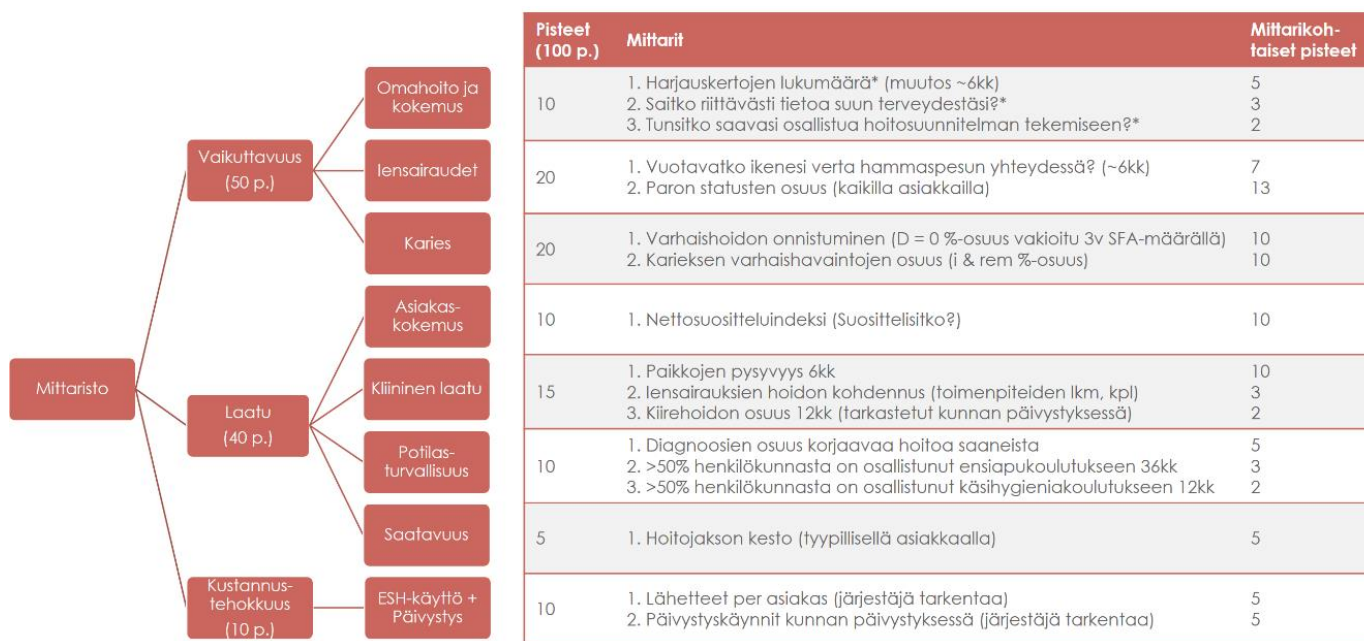 Mittaristo
Vaikuttavuus
(50 p.)
Laatu
(40 p.)
Kustannus-
tehokkuus
(10 p.)
Omahoito ja
kokemus
Iensairaudet
Karies
Asiakas-
kokemus
Kliininen laatu
Potilas-
turvallisuus
Saatavuus
ESH-käyttö +
Päivystys
Pisteet
(100 p.)
Mittarit
Mittarikoh-
taiset pisteet
10
1. Harjauskertojen lukumäärä* (muutos ~6kk) 5
2. Saitko riittävästi tietoa suun terveydestäsi?* 3
3. Tunsitko saavasi osallistua hoitosuunnitelman tekemiseen?* 2
20
1. Vuotavatko ikenesi verta hammaspesun yhteydessä? (~6kk) 7
2. Paron statusten osuus (kaikilla asiakkailla) 13
20
1. Varhaishoidon onnistuminen (D = 0 %-osuus vakioitu 3v SFA-määrällä) 10
2. Karieksen varhaishavaintojen osuus (i & rem %-osuus) 10
10
1. Nettosuositteluindeksi (Suosittelisitko?) 10
15
1. Paikkojen pysyvyys 6kk 10
2. Iensairauksien hoidon kohdennus (toimenpiteiden lkm, kpl) 3
3. Kiirehoidon osuus 12kk (tarkastetut kunnan päivystyksessä) 2
10
1. Diagnoosien osuus korjaavaa hoitoa saaneista 5
2. >50% henkilökunnasta on osallistunut ensiapukoulutukseen 36kk 3
3. >50% henkilökunnasta on osallistunut käsihygieniakoulutukseen 12kk 2
5
1. Hoitojakson kesto (tyypillisellä asiakkaalla) 5
10
1. Lähetteet per asiakas (järjestäjä tarkentaa) 5
2. Päivystyskäynnit kunnan päivystyksessä (järjestäjä tarkentaa) 5